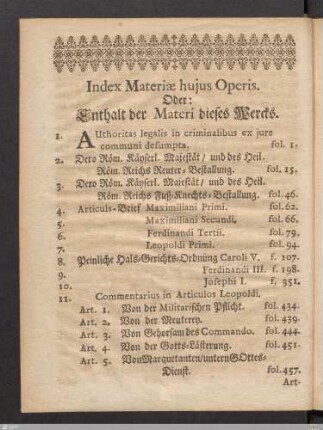 Index Materiæ hujus Operis.
Oder:
Enthalt der Materi dieses Wercks.
1. AUthoritas legalis in criminalibus ex jure
communi desumpta. fol. 1.
2. Dero Röm. Käyserl. Majestät / und des Heil.
Röm. Reichs Reuter-Bestallung. fol. 15.
3. Dero Röm. Käyserl. Majestät / und des Heil.
Röm. Reichs Fuß-Knechts-Bestallung. fol. 46.
4. Articuls-Brief Maximiliani Primi. fol. 62.
5. Maximiliani Secundi. fol. 66.
6. Ferdinandi Tertii. fol. 79.
7. Leopoldi Primi. fol. 94.
8. Peinliche Hals-Gerichts-Ordnung Caroli V. f. 107.
9. Ferdinandi III. f. 198.
10. Josephi I. f. 351.
11. Commentarius in Articulos Leopoldi.
Art. 1. Von der Militarischen Pflicht. fol. 434.
Art. 2. Von der Meuterey. fol. 439.
Art. 3. Von Gehorsam des Commando. fol. 444.
Art. 4. Von der Gotts-Lästerung. fol. 451.
Art. 5. Von Marquetanten / untern GOttes-
Dienst. fol. 457.
Art-